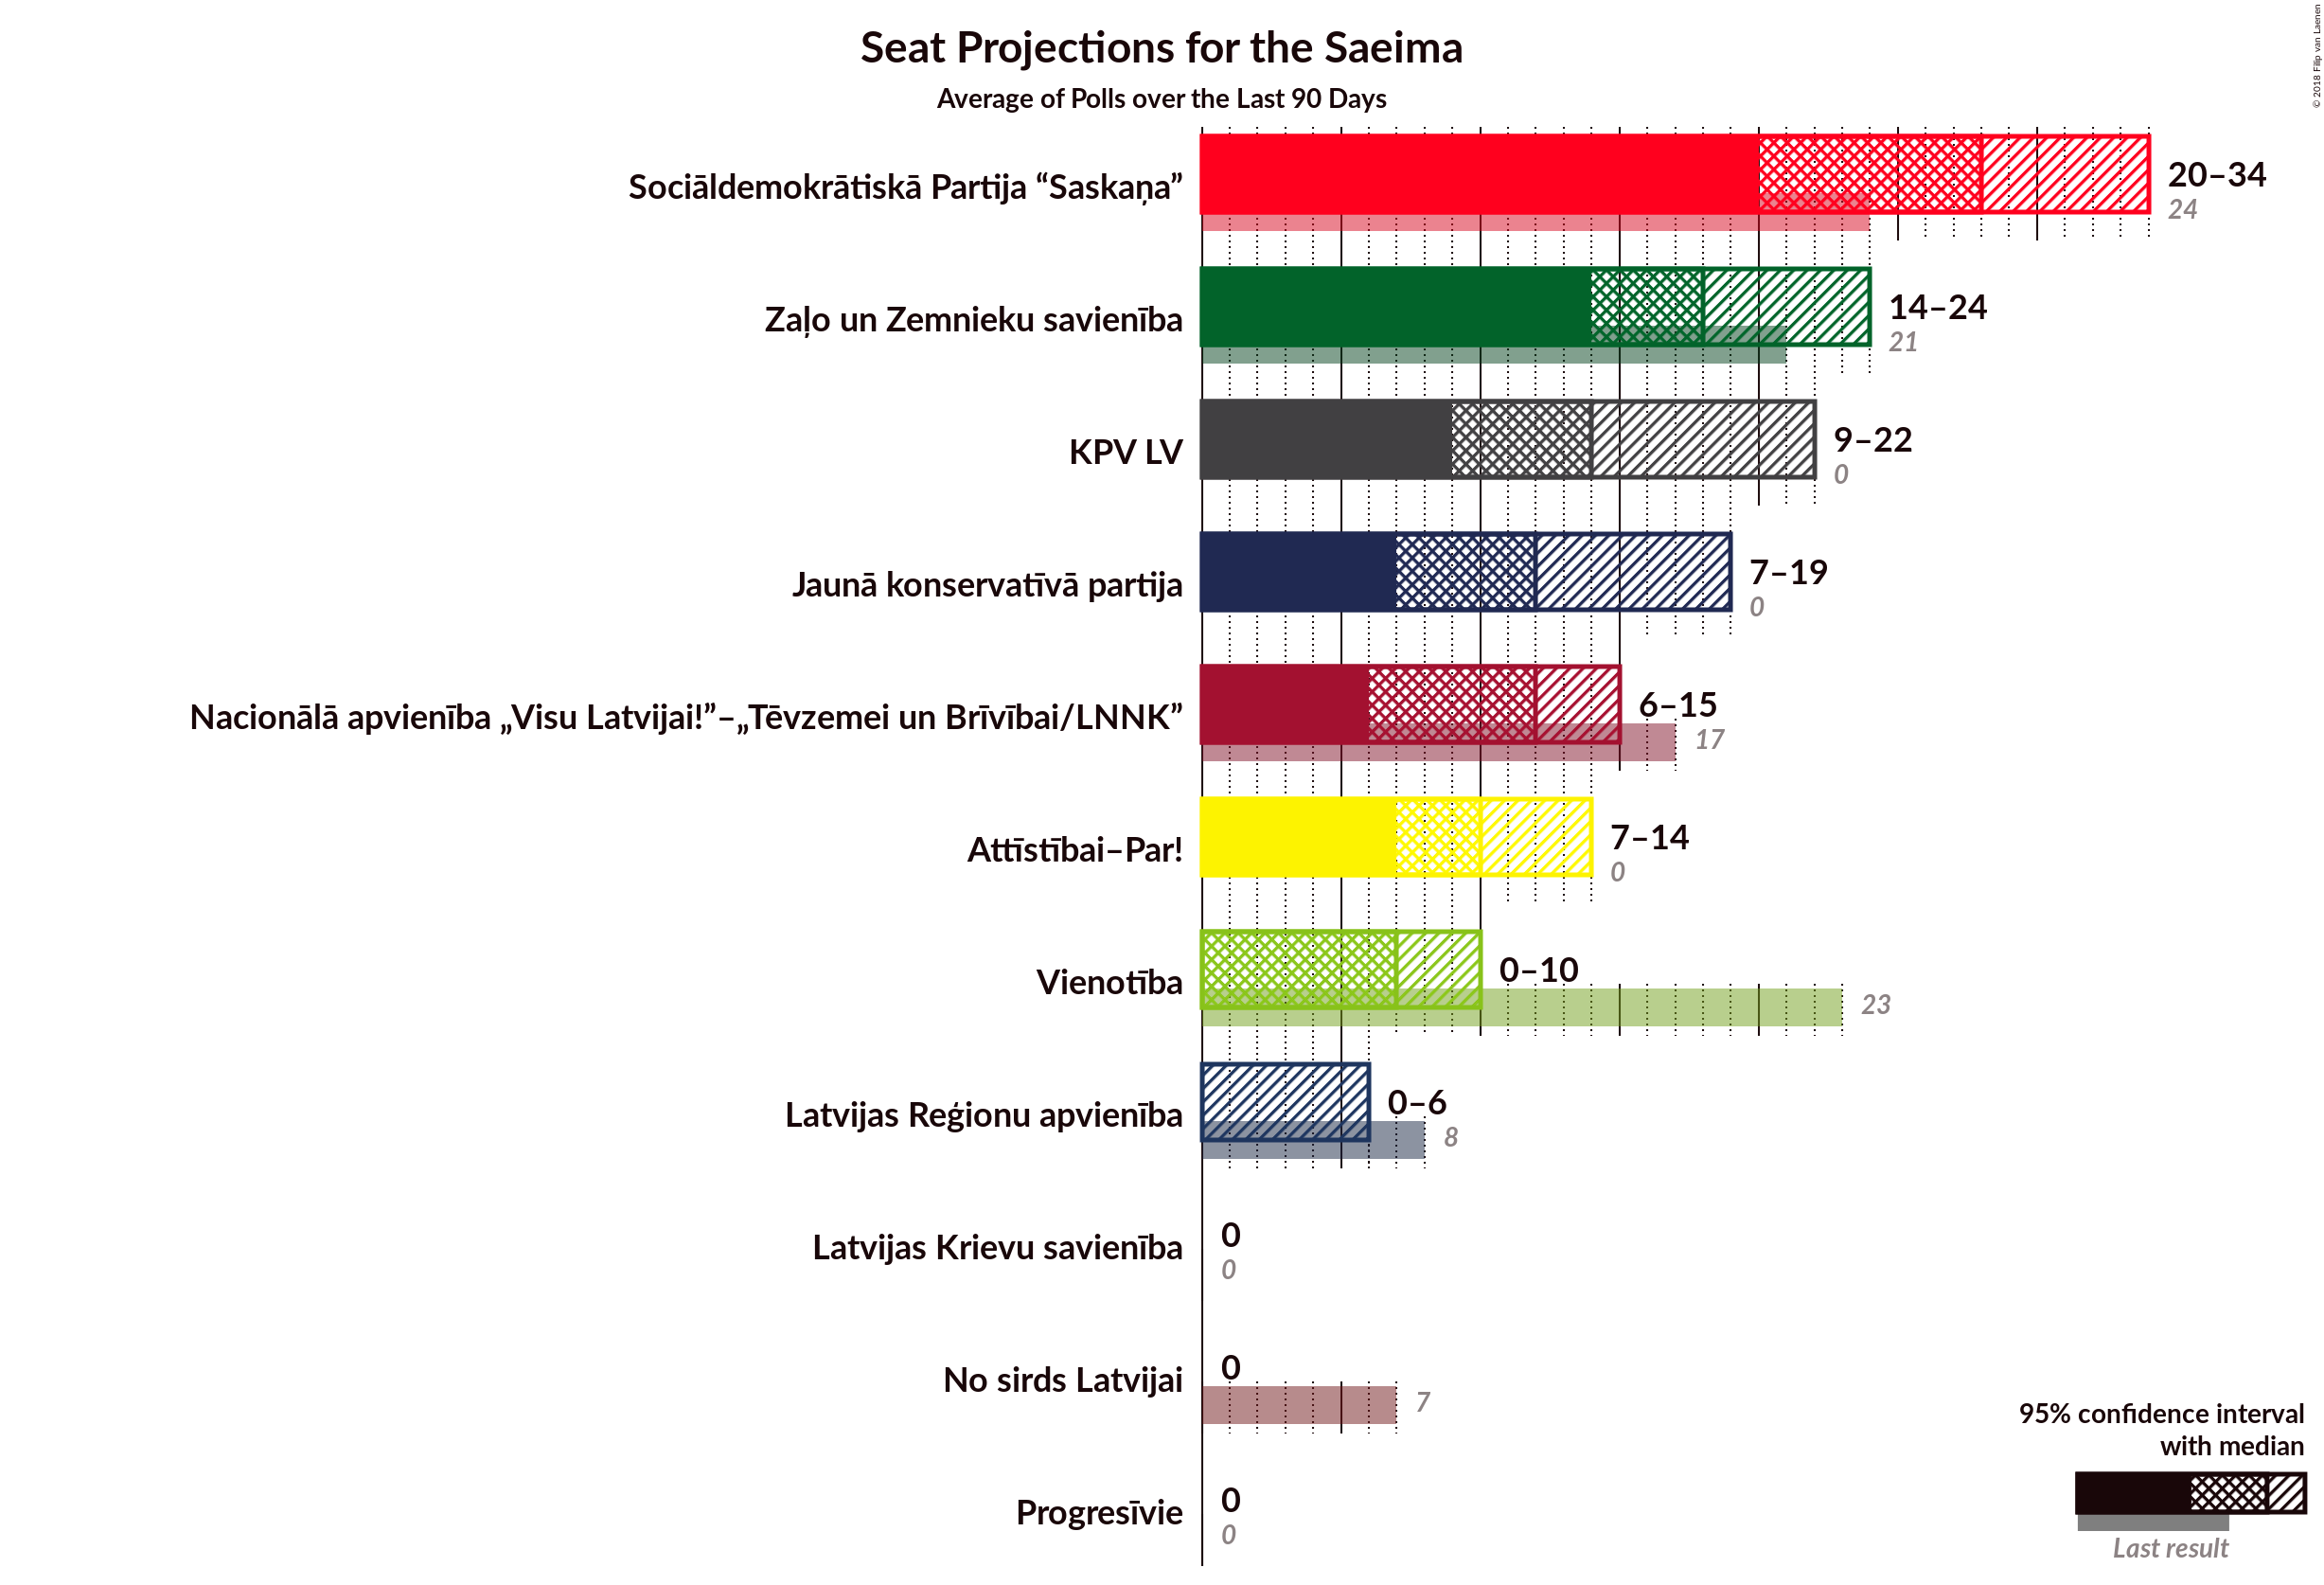 Seat Projections for the Saeima
Average of Polls over the Last 90 Days
© 2018 Filip van Laenen
Sociāldemokrātiskā Partija “Saskaņa”
20–34
24
Zaļo un Zemnieku savienība
14–24
21
KPV LV
9–22
0
Jaunā konservatīvā partija
7–19
0
Nacionālā apvienība „Visu Latvijai!”–„Tēvzemei un Brīvībai/LNNK”
6–15
17
Attīstībai–Par!
7–14
0
Vienotība
0–10
23
Latvijas Reģionu apvienība
0–6
8
Latvijas Krievu savienība
0
0
No sirds Latvijai
0
7
Progresīvie
0
0
95% confidence interval
with median
Last result